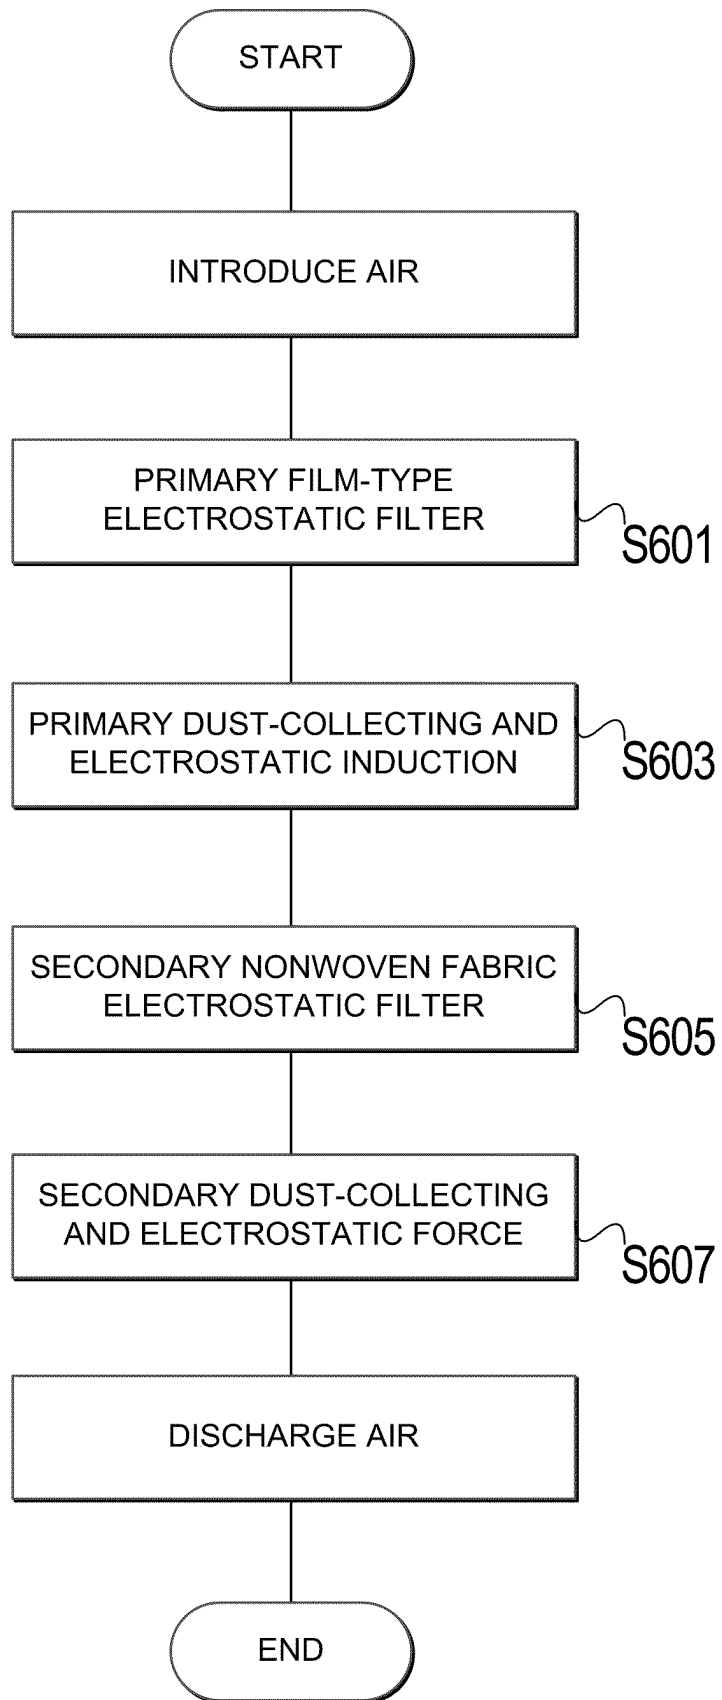 START
INTRODUCE AIR
PRIMARY FILM-TYPE
ELECTROSTATIC FILTER
S601
PRIMARY DUST-COLLECTING AND
ELECTROSTATIC INDUCTION
S603
SECONDARY NONWOVEN FABRIC
ELECTROSTATIC FILTER
S605
SECONDARY DUST-COLLECTING
AND ELECTROSTATIC FORCE
S607
DISCHARGE AIR
END